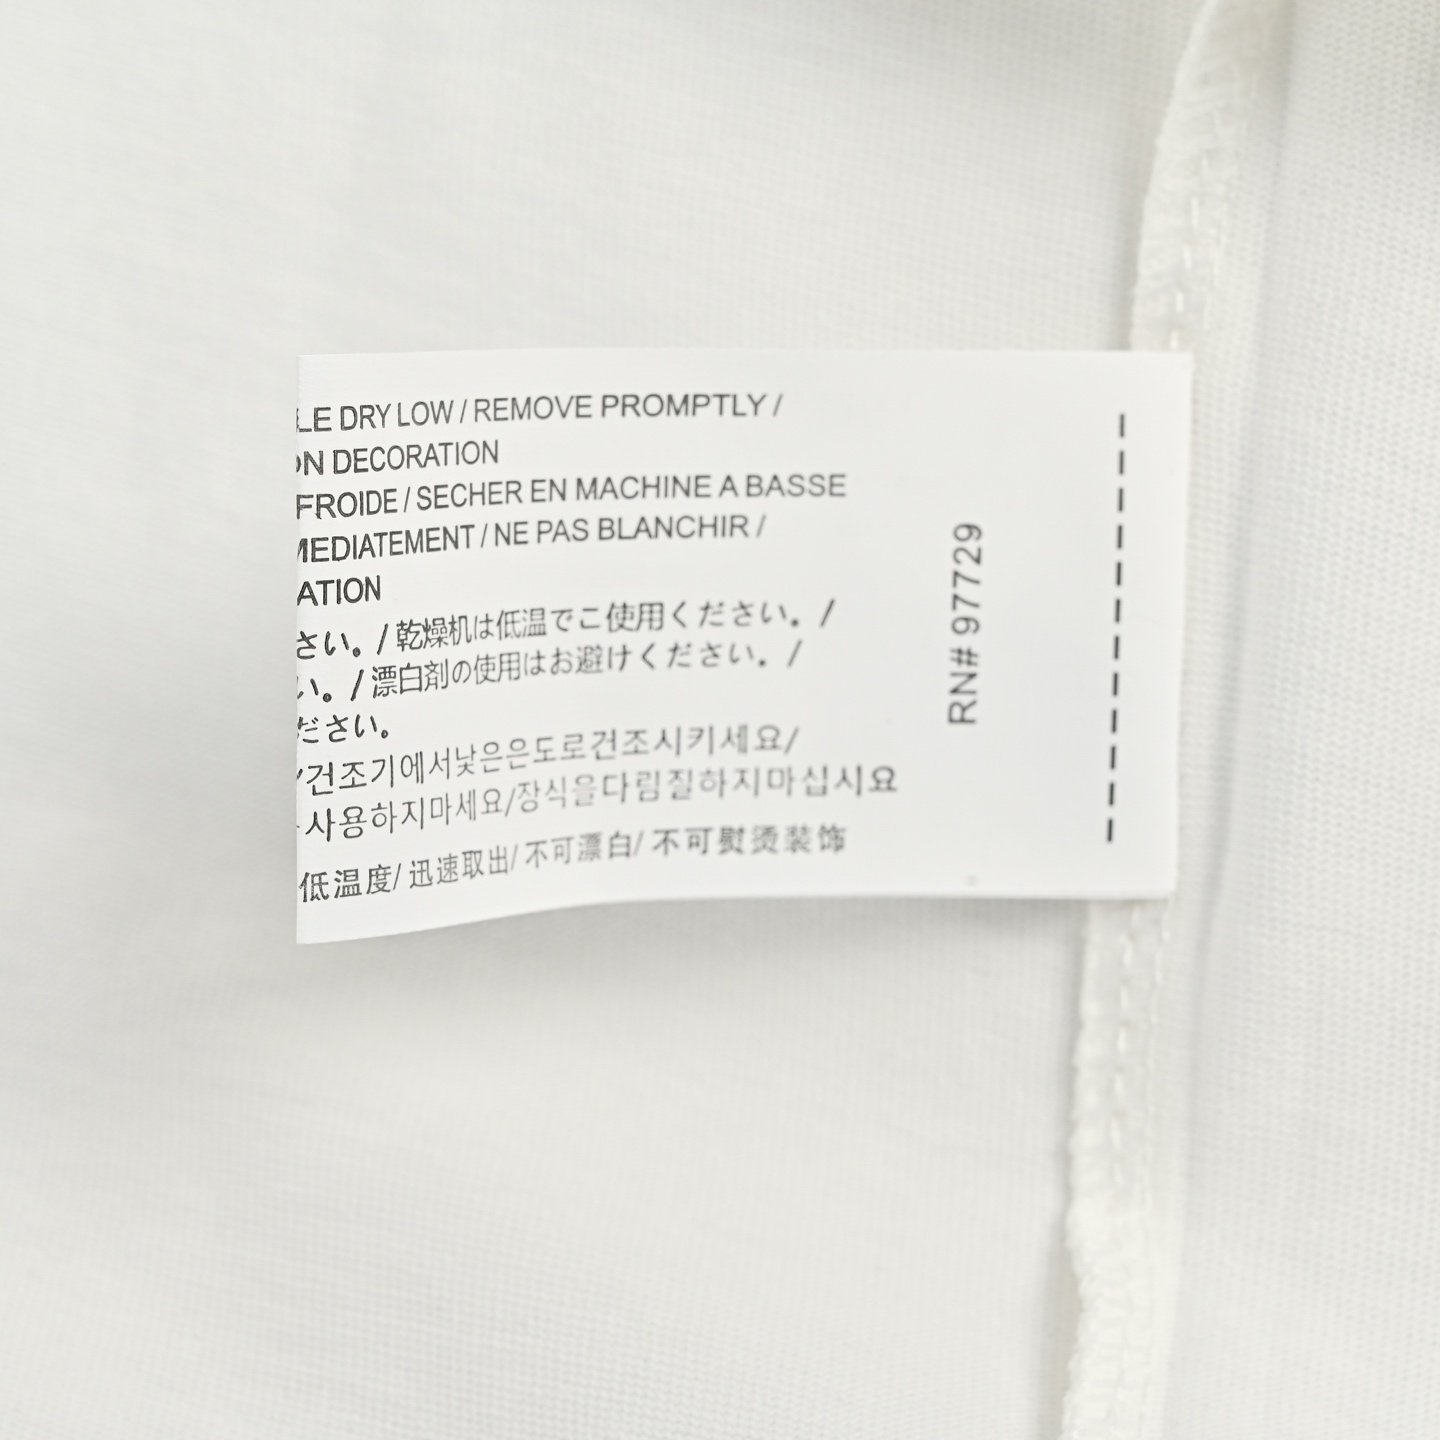 LE DRY LOW / REMOVE PROMPTLY /
ON DECORATION
FROIDE / SECHER EN MACHINE A BASSE
MEDIATEMENT / NE PAS BLANCHIR /
ATION
さい。/ 乾燥机は低温でご使用ください。/
い。/ 漂白剤の使用はお避けください。/
ださい。
건조기에서낮은은도로건조시키세요/
사용하지마세요/장식을다림질하지마십시요
低温度/ 迅速取出/ 不可漂白/ 不可熨烫装饰
RN# 97729